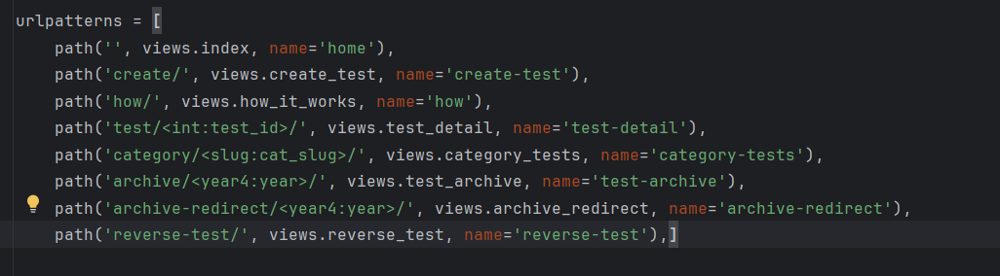 urlpatterns = [
    path('', views.index, name='home'),
    path('create/', views.create_test, name='create-test'),
    path('how/', views.how_it_works, name='how'),
    path('test/<int:test_id>/', views.test_detail, name='test-detail'),
    path('category/<slug:cat_slug>/', views.category_tests, name='category-tests'),
    path('archive/<year4:year>/', views.test_archive, name='test-archive'),
    path('archive-redirect/<year4:year>/', views.archive_redirect, name='archive-redirect'),
    path('reverse-test/', views.reverse_test, name='reverse-test'),]